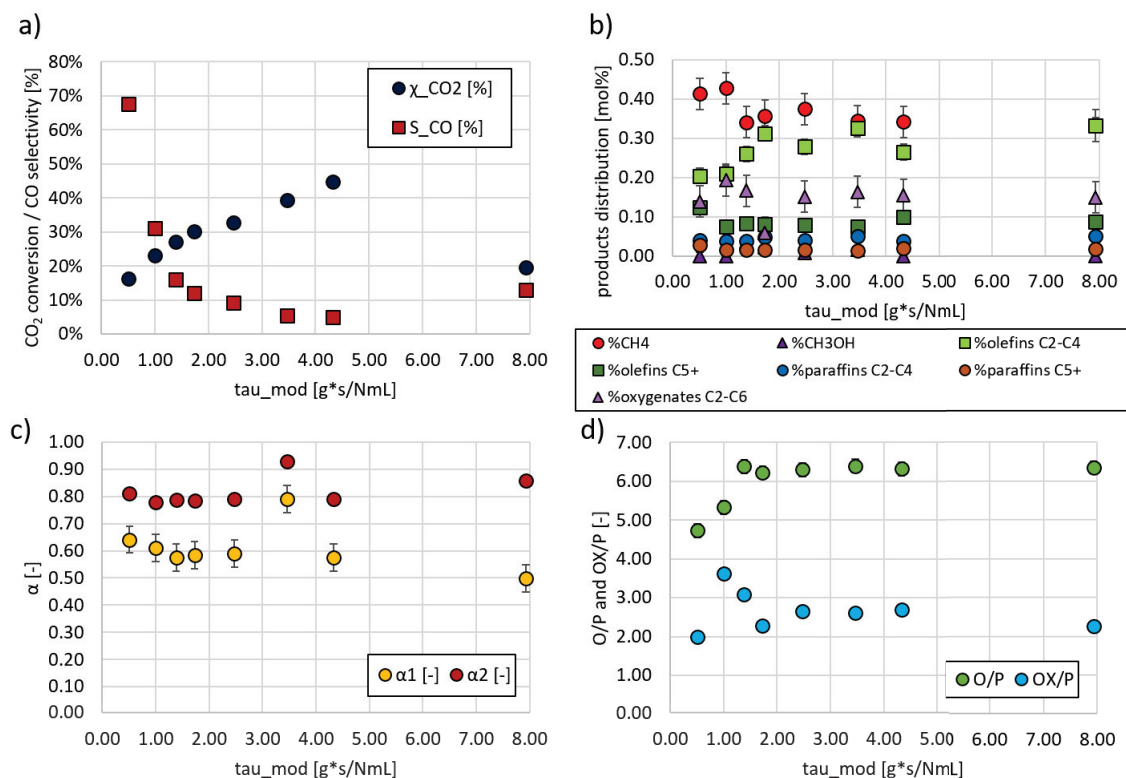 a)
CO2 conversion / CO selectivity [%]
80%
70%
60%
50%
40%
30%
20%
10%
0%
χ_CO2 [%]
S_CO [%]
0.00 1.00 2.00 3.00 4.00 5.00 6.00 7.00 8.00
tau_mod [g*s/NmL]
b)
products distribution [mol%]
0.50
0.40
0.30
0.20
0.10
0.00
0.00 1.00 2.00 3.00 4.00 5.00 6.00 7.00 8.00
tau_mod [g*s/NmL]
%CH4 %CH3OH %olefins C2-C4
%olefins C5+ %paraffins C2-C4 %paraffins C5+
%oxygenates C2-C6
c)
α [-]
1.00
0.90
0.80
0.70
0.60
0.50
0.40
0.30
0.20
0.10
0.00
α1 [-] α2 [-]
0.00 1.00 2.00 3.00 4.00 5.00 6.00 7.00 8.00
tau_mod [g*s/NmL]
d)
O/P and OX/P [-]
7.00
6.00
5.00
4.00
3.00
2.00
1.00
0.00
O/P OX/P
0.00 1.00 2.00 3.00 4.00 5.00 6.00 7.00 8.00
tau_mod [g*s/NmL]